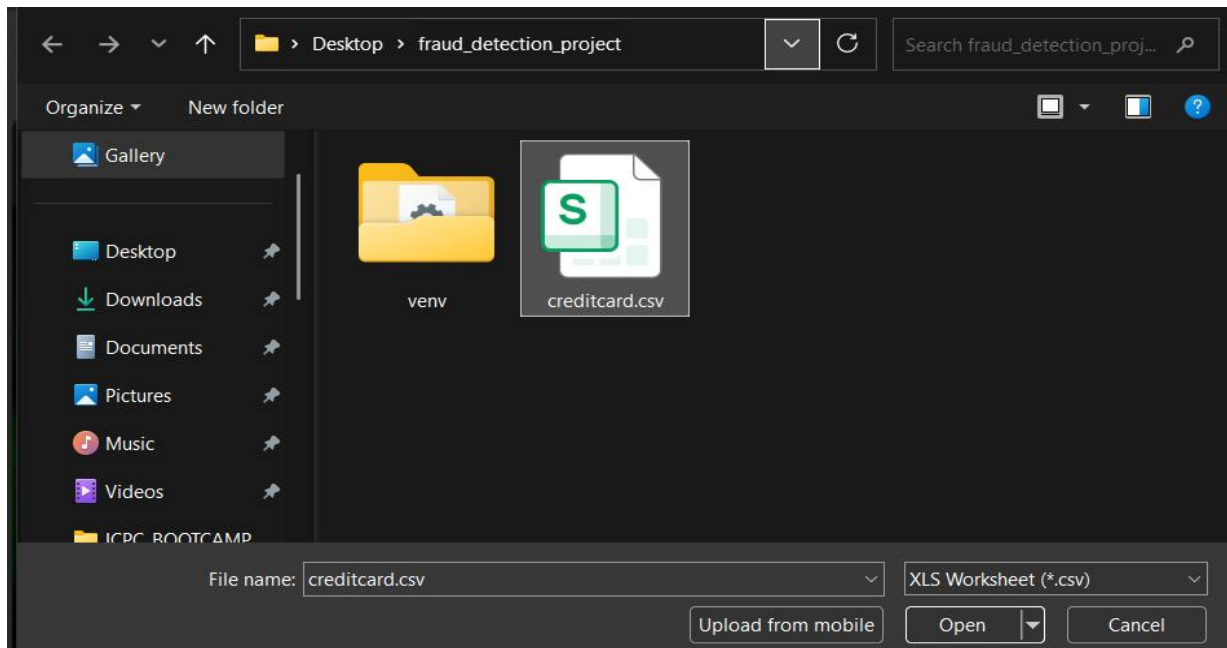 Desktop > fraud_detection_project
Search fraud_detection_proj...
Organize
New folder
?
Gallery
Desktop
Downloads
Documents
Pictures
Music
Videos
S
venv
creditcard.csv
ICPC_BOOTCAMP
File name: creditcard.csv
XLS Worksheet (*.csv)
Upload from mobile
Open
Cancel